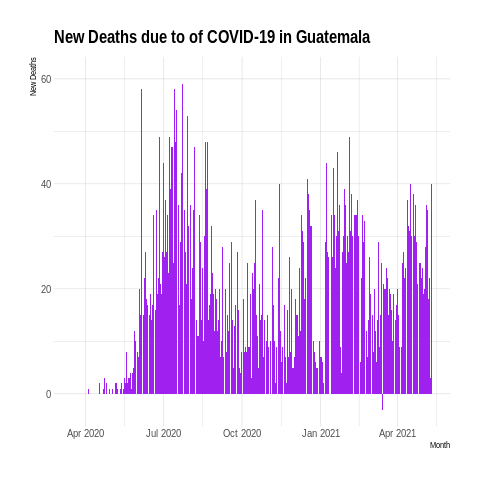 New Deaths due to of COVID-19 in Guatemala
New Deaths
60
40
20
0
Apr 2020 Jul 2020 Oct 2020 Jan 2021 Apr 2021
Month